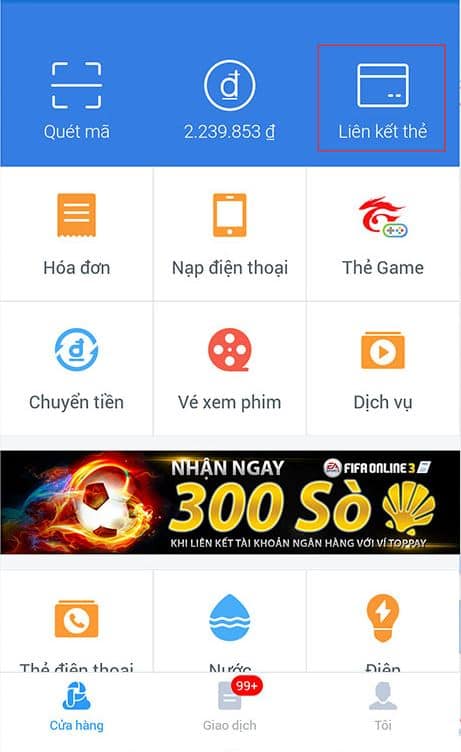 Quét mã
2.239.853 ₫
Liên kết thẻ
Hóa đơn
Nạp điện thoại
Thẻ Game
đ
Chuyển tiền
Vé xem phim
Dịch vụ
NHẬN NGAY
EA SPORTS FIFA ONLINE 3
300 Sò
KHI LIÊN KẾT TÀI KHOẢN NGÂN HÀNG VỚI VÍ TOPPAY
Thẻ điện thoại
Nước
Điện
99+
Cửa hàng
Giao dịch
Tôi